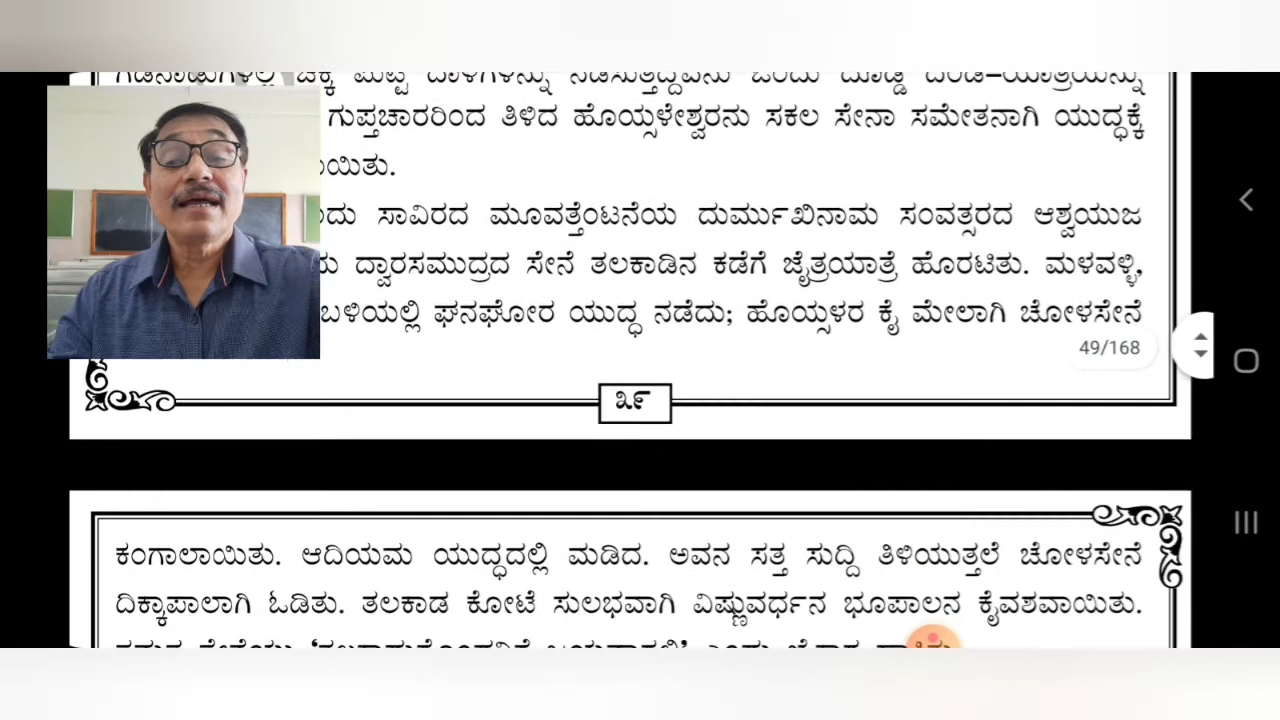 ಗುಪ್ತಚಾರರಿಂದ ತಿಳಿದ ಹೊಯ್ಸಳೇಶ್ವರನು ಸಕಲ ಸೇನಾ ಸಮೇತನಾಗಿ ಯುದ್ಧಕ್ಕೆ
ಯಿತು.
ಸಾವಿರದ ಮೂವತ್ತೆಂಟನೆಯ ದುರ್ಮುಖಿನಾಮ ಸಂವತ್ಸರದ ಆಶ್ವಯುಜ
ದ್ವಾರಸಮುದ್ರದ ಸೇನೆ ತಲಕಾಡಿನ ಕಡೆಗೆ ಜೈತ್ರಯಾತ್ರೆ ಹೊರಟಿತು. ಮಳವಳ್ಳಿ,
ಬಳಿಯಲ್ಲಿ ಘನಘೋರ ಯುದ್ಧ ನಡೆದು; ಹೊಯ್ಸಳರ ಕೈ ಮೇಲಾಗಿ ಚೋಳಸೇನೆ
49/168
೩೯
ಕಂಗಾಲಾಯಿತು. ಆದಿಯಮ ಯುದ್ಧದಲ್ಲಿ ಮಡಿದ. ಅವನ ಸತ್ತ ಸುದ್ದಿ ತಿಳಿಯುತ್ತಲೆ ಚೋಳಸೇನೆ
ದಿಕ್ಕಾಪಾಲಾಗಿ ಓಡಿತು. ತಲಕಾಡ ಕೋಟೆ ಸುಲಭವಾಗಿ ವಿಷ್ಣುವರ್ಧನ ಭೂಪಾಲನ ಕೈವಶವಾಯಿತು.